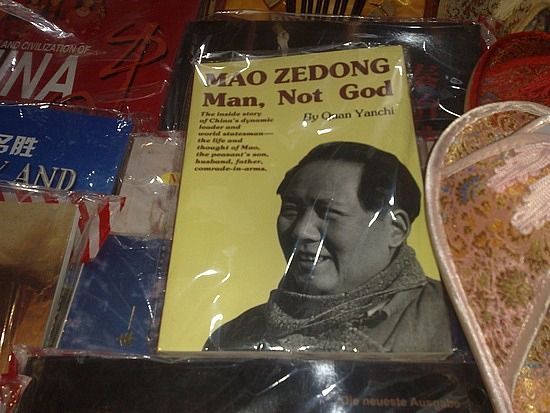 AND CIVILIZATION OF
NA
MAO ZEDONG
Man, Not God
By Quan Yanchi
The inside story
of China's dynamic
leader and
world statesman—
the life and
thought of Mao,
the peasant's son,
husband, father,
comrade-in-arms.
多胜
Y AND
Die neueste Ausgabe